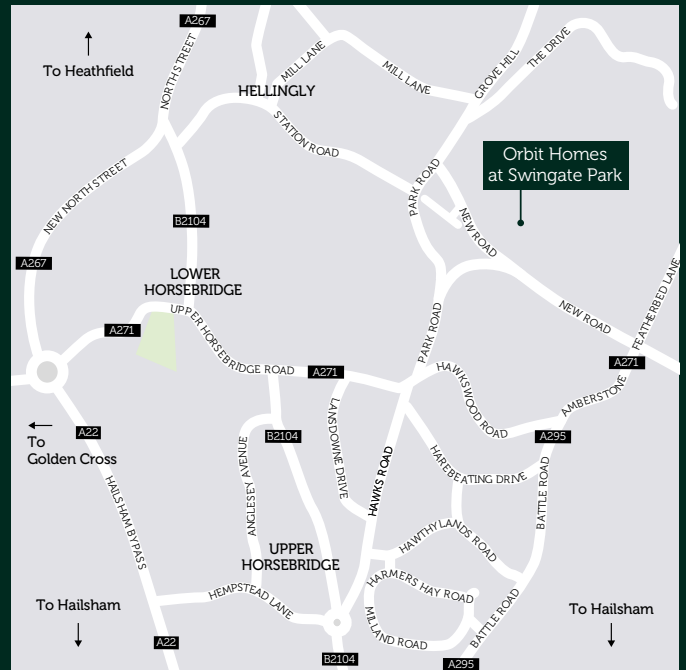 A267
To Heathfield
NORTH STREET
MILL LANE
MILL LANE
GROVE HILL
THE DRIVE
HELLINGLY
STATION ROAD
Orbit Homes
at Swingate Park
NEW NORTH STREET
PARK ROAD
B2104
NEW ROAD
A267
LOWER
HORSEBRIDGE
FEATHERBED LANE
UPPER HORSEBRIDGE ROAD
A271
PARK ROAD
NEW ROAD
A271
A271
HAWKSWOOD ROAD
AMBERSTONE
To
Golden Cross
A22
B2104
LANSDOWNE DRIVE
A295
ANGLESEY AVENUE
HAWKS ROAD
HAREBEATING DRIVE
BATTLE ROAD
HAILSHAM BYPASS
UPPER
HORSEBRIDGE
HAWTHYLANDS ROAD
HEMPSTEAD LANE
HARMERS HAY ROAD
To Hailsham
MILLAND ROAD
BATTLE ROAD
To Hailsham
A22
B2104
A295